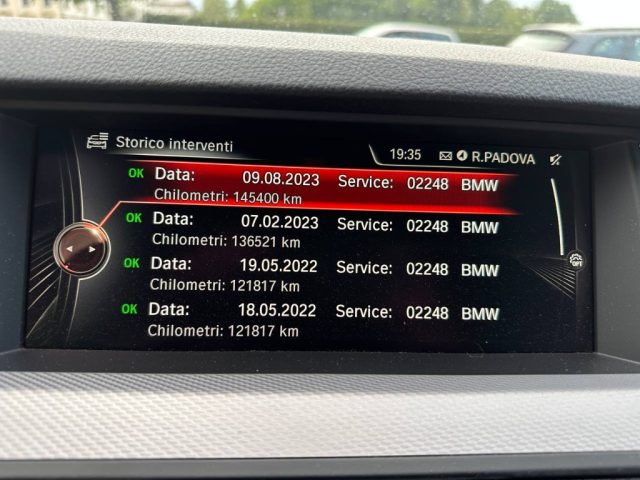 Storico interventi
19:35 R.PADOVA
OK Data: 09.08.2023 Service: 02248 BMW
Chilometri: 145400 km
OK Data: 07.02.2023 Service: 02248 BMW
Chilometri: 136521 km
OK Data: 19.05.2022 Service: 02248 BMW
Chilometri: 121817 km
OK Data: 18.05.2022 Service: 02248 BMW
Chilometri: 121817 km
OPT